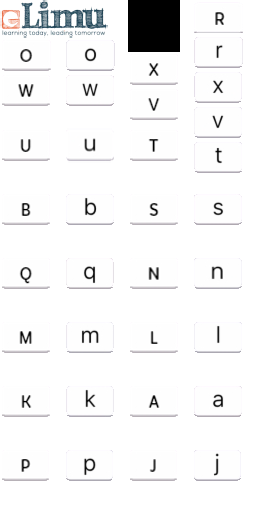 eLimu
learning today, leading tomorrow
R
O o r
X
W w x
V
v
U u T t
B b S s
Q q N n
M m L l
K k A a
P p J j